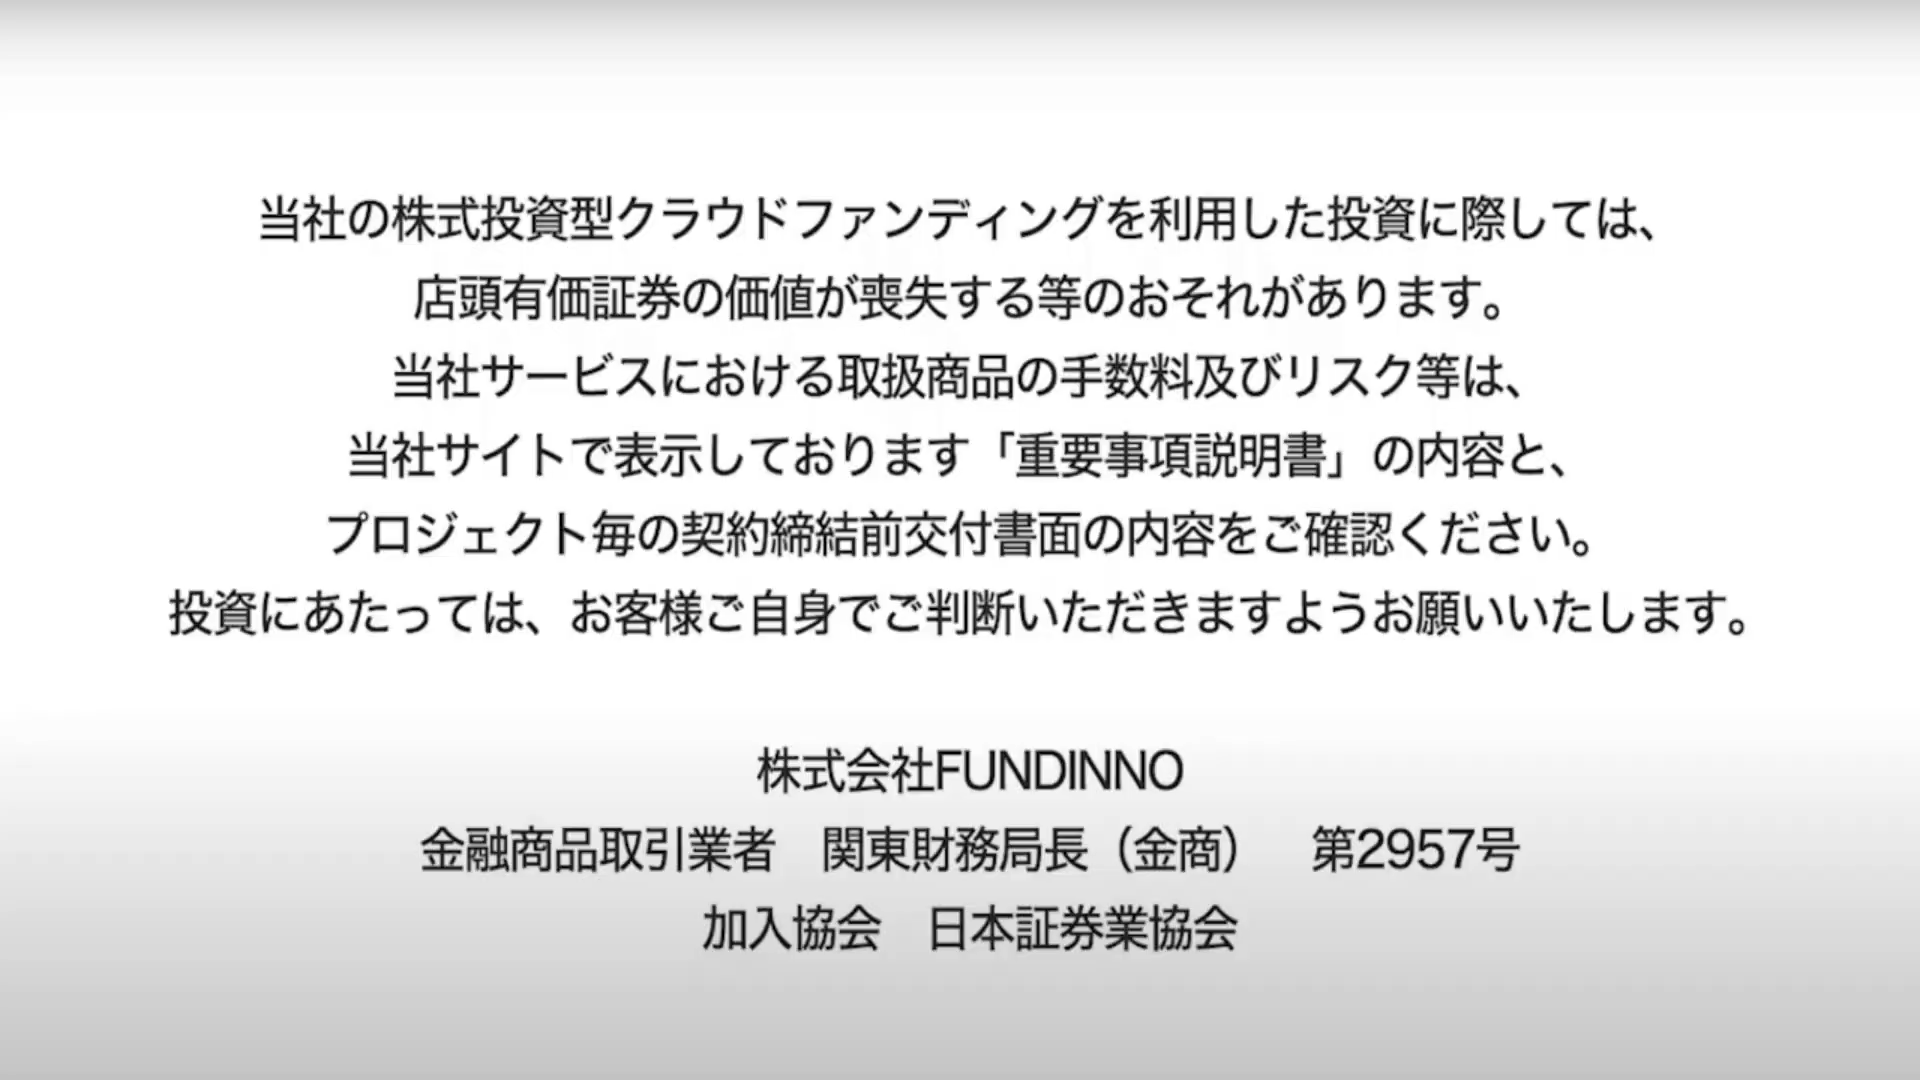 当社の株式投資型クラウドファンディングを利用した投資に際しては、
店頭有価証券の価値が喪失する等のおそれがあります。
当社サービスにおける取扱商品の手数料及びリスク等は、
当社サイトで表示しております「重要事項説明書」の内容と、
プロジェクト毎の契約締結前交付書面の内容をご確認ください。
投資にあたっては、お客様ご自身でご判断いただきますようお願いいたします。
株式会社FUNDINNO
金融商品取引業者　関東財務局長（金商）　第2957号
加入協会　日本証券業協会